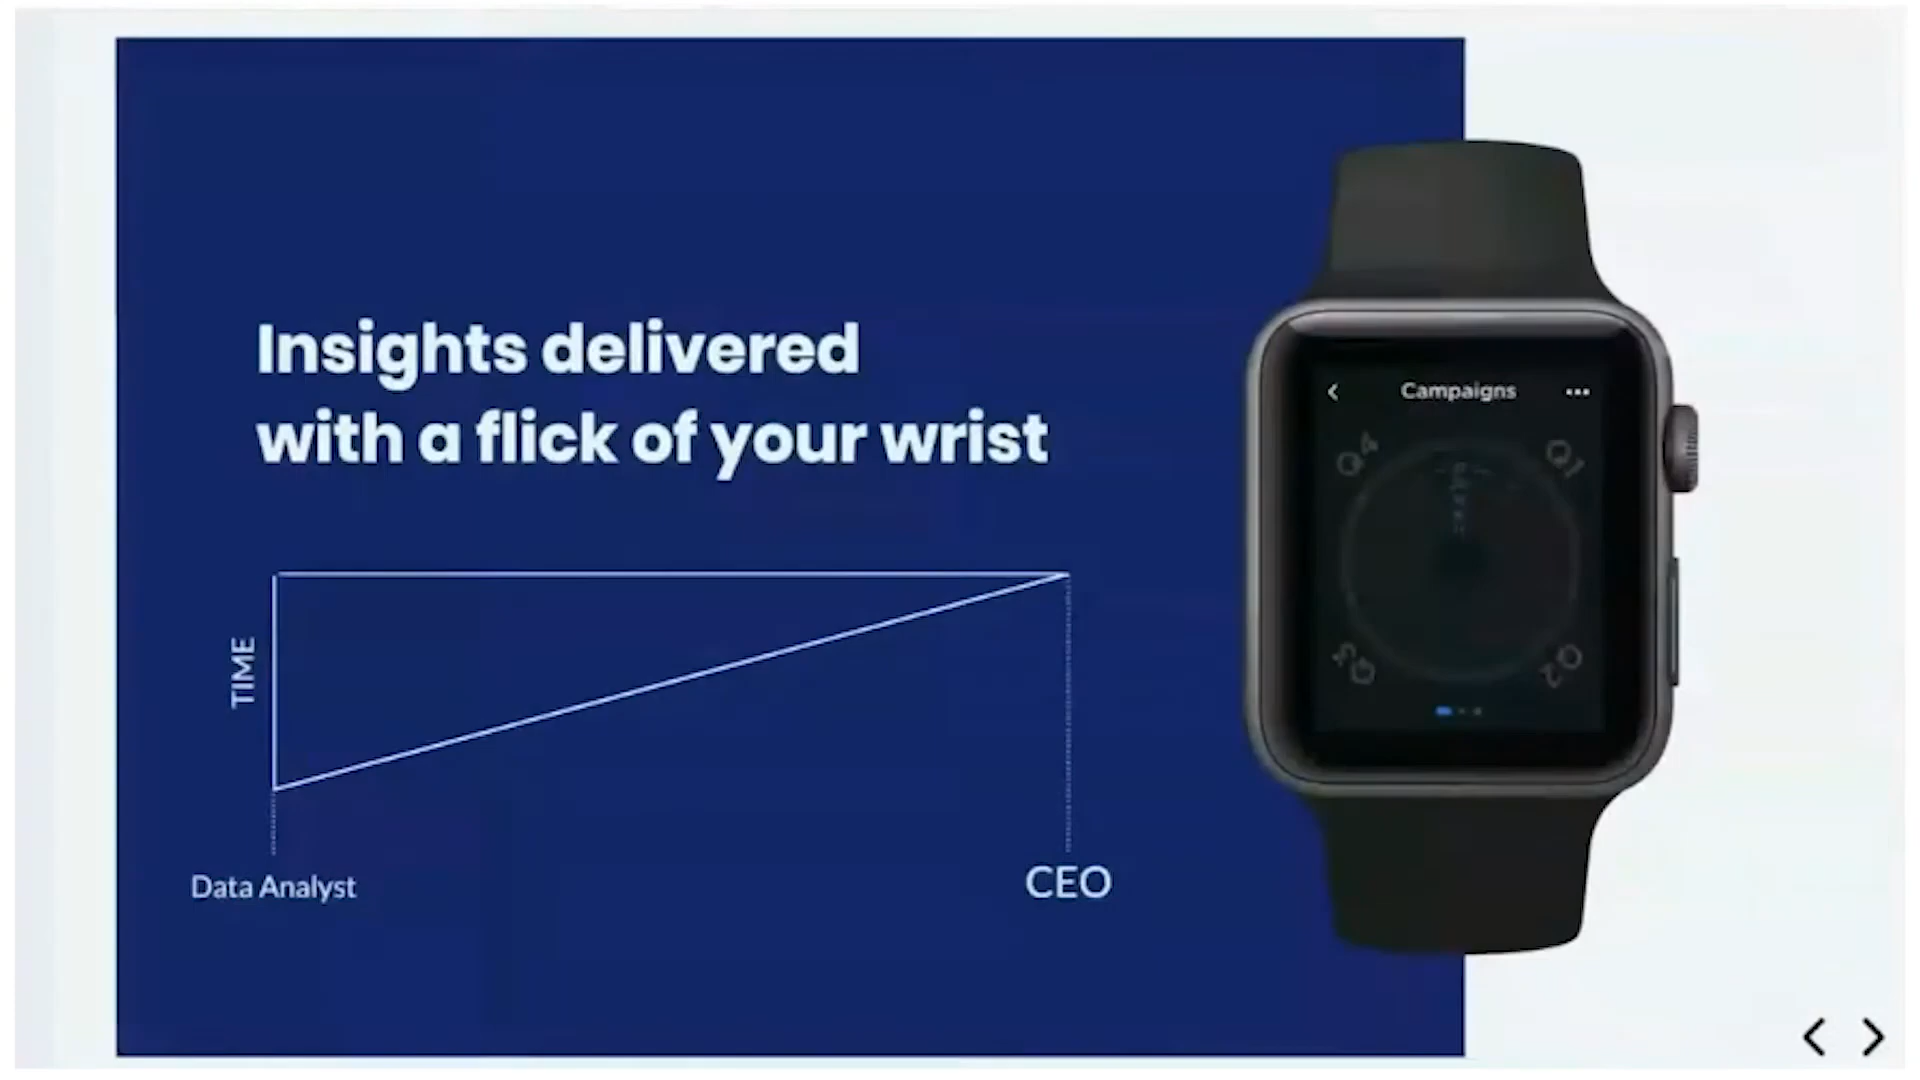 Insights delivered
with a flick of your wrist
TIME
Data Analyst
CEO
Campaigns
Q4
Q1
Q3
Q2